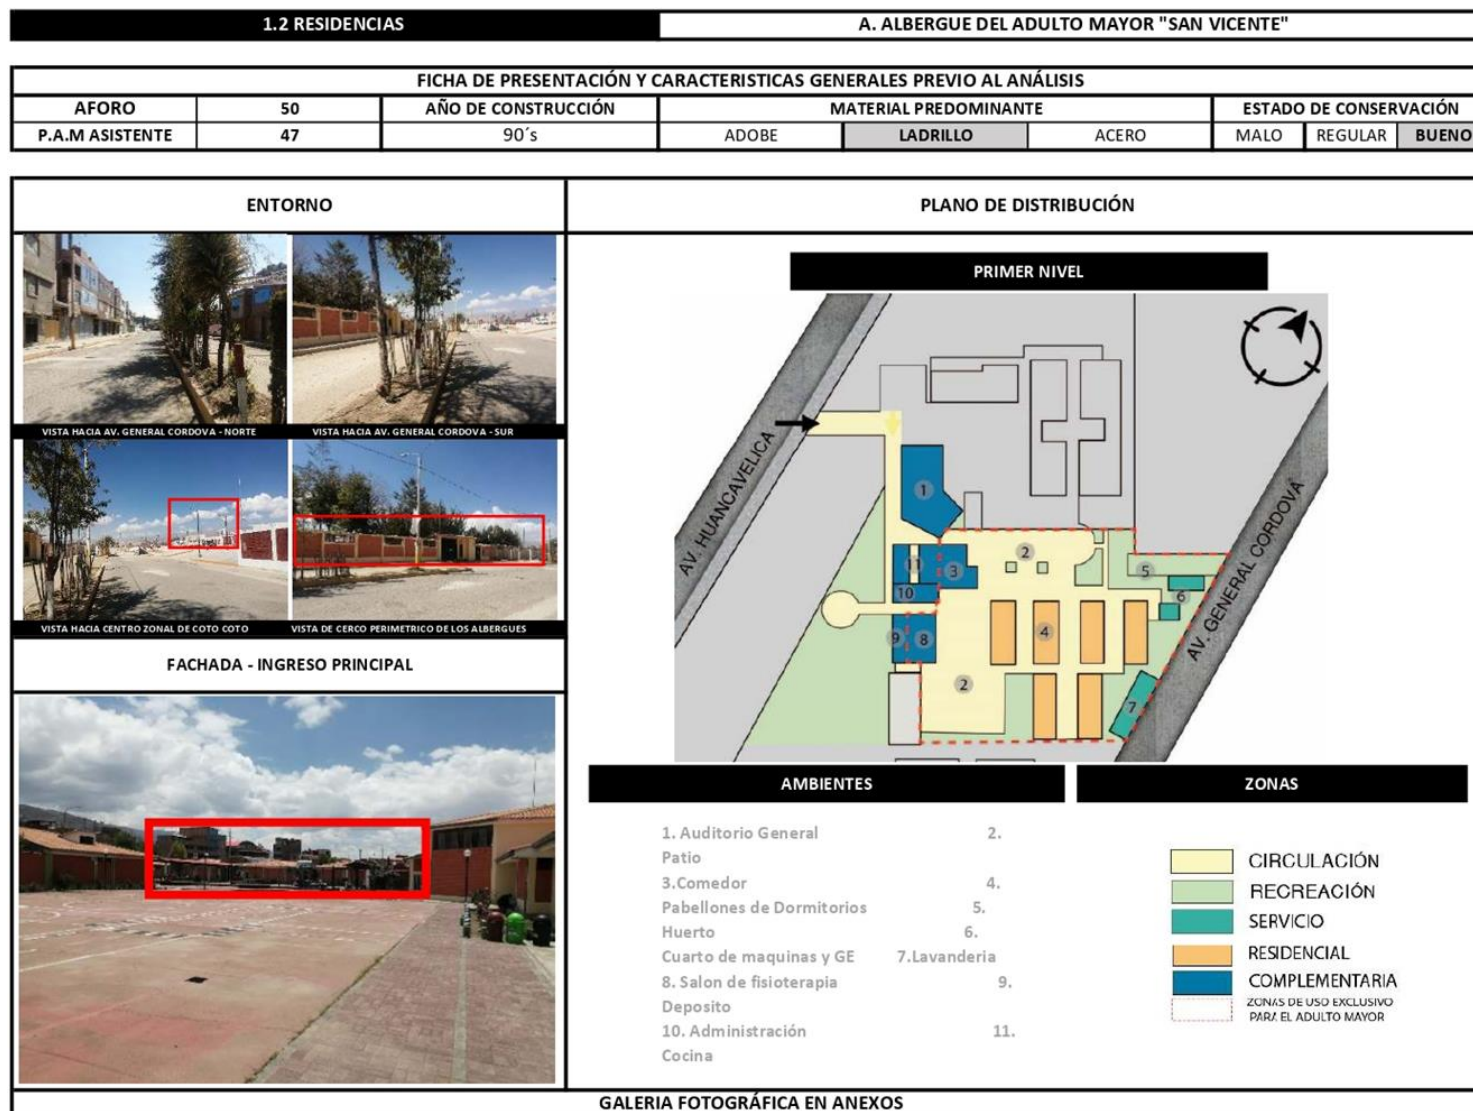 1.2 RESIDENCIAS
A. ALBERGUE DEL ADULTO MAYOR "SAN VICENTE"
FICHA DE PRESENTACIÓN Y CARACTERISTICAS GENERALES PREVIO AL ANÁLISIS
AFORO 50 AÑO DE CONSTRUCCIÓN MATERIAL PREDOMINANTE ESTADO DE CONSERVACIÓN
P.A.M ASISTENTE 47 90´s ADOBE LADRILLO ACERO MALO REGULAR BUENO
ENTORNO
VISTA HACIA AV. GENERAL CORDOVA - NORTE
VISTA HACIA AV. GENERAL CORDOVA - SUR
VISTA HACIA CENTRO ZONAL DE COTO COTO
VISTA DE CERCO PERIMETRICO DE LOS ALBERGUES
FACHADA - INGRESO PRINCIPAL
PLANO DE DISTRIBUCIÓN
PRIMER NIVEL
AV. HUANCAVELICA
AV. GENERAL CORDOVA
1
2
3
11
10
5
6
9
8
4
2
7
AMBIENTES
1. Auditorio General 2.
Patio
3.Comedor 4.
Pabellones de Dormitorios 5.
Huerto 6.
Cuarto de maquinas y GE 7.Lavanderia
8. Salon de fisioterapia 9.
Deposito
10. Administración 11.
Cocina
ZONAS
CIRCULACIÓN
RECREACIÓN
SERVICIO
RESIDENCIAL
COMPLEMENTARIA
ZONAS DE USO EXCLUSIVO
PARA EL ADULTO MAYOR
GALERIA FOTOGRÁFICA EN ANEXOS